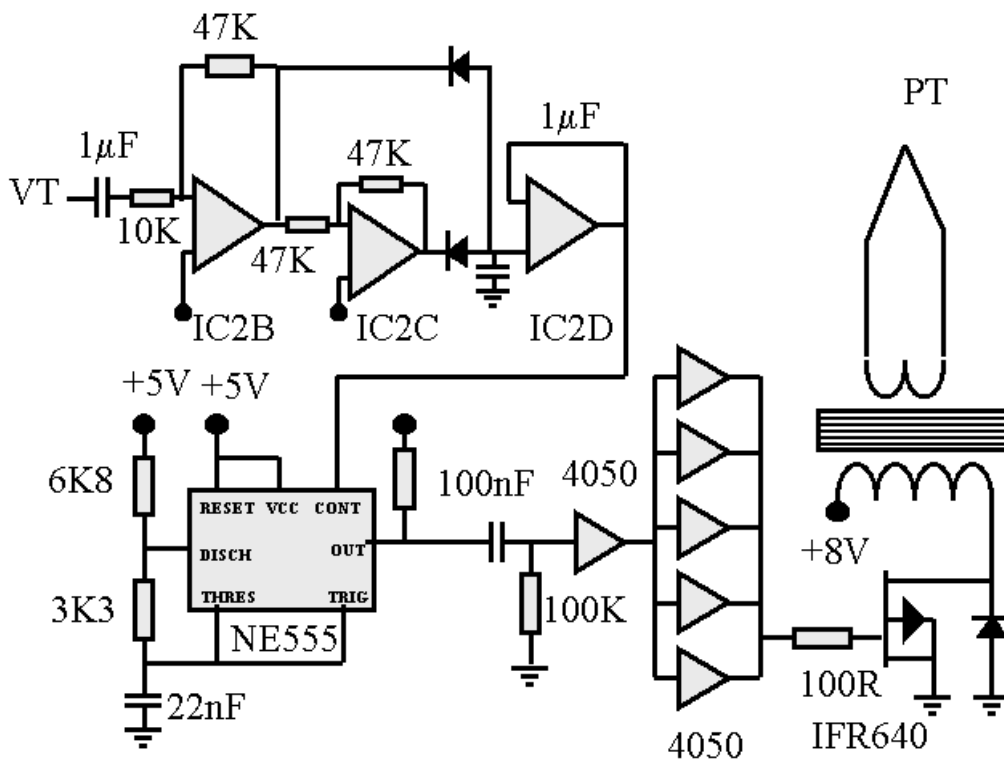 47K
PT
1μF
1μF
47K
VT
10K
47K
IC2B
IC2C
IC2D
+5V
+5V
6K8
100nF
4050
RESET VCC CONT
+8V
DISCH
OUT
3K3
THRES
TRIG
100K
NE555
22nF
100R
4050
IFR640